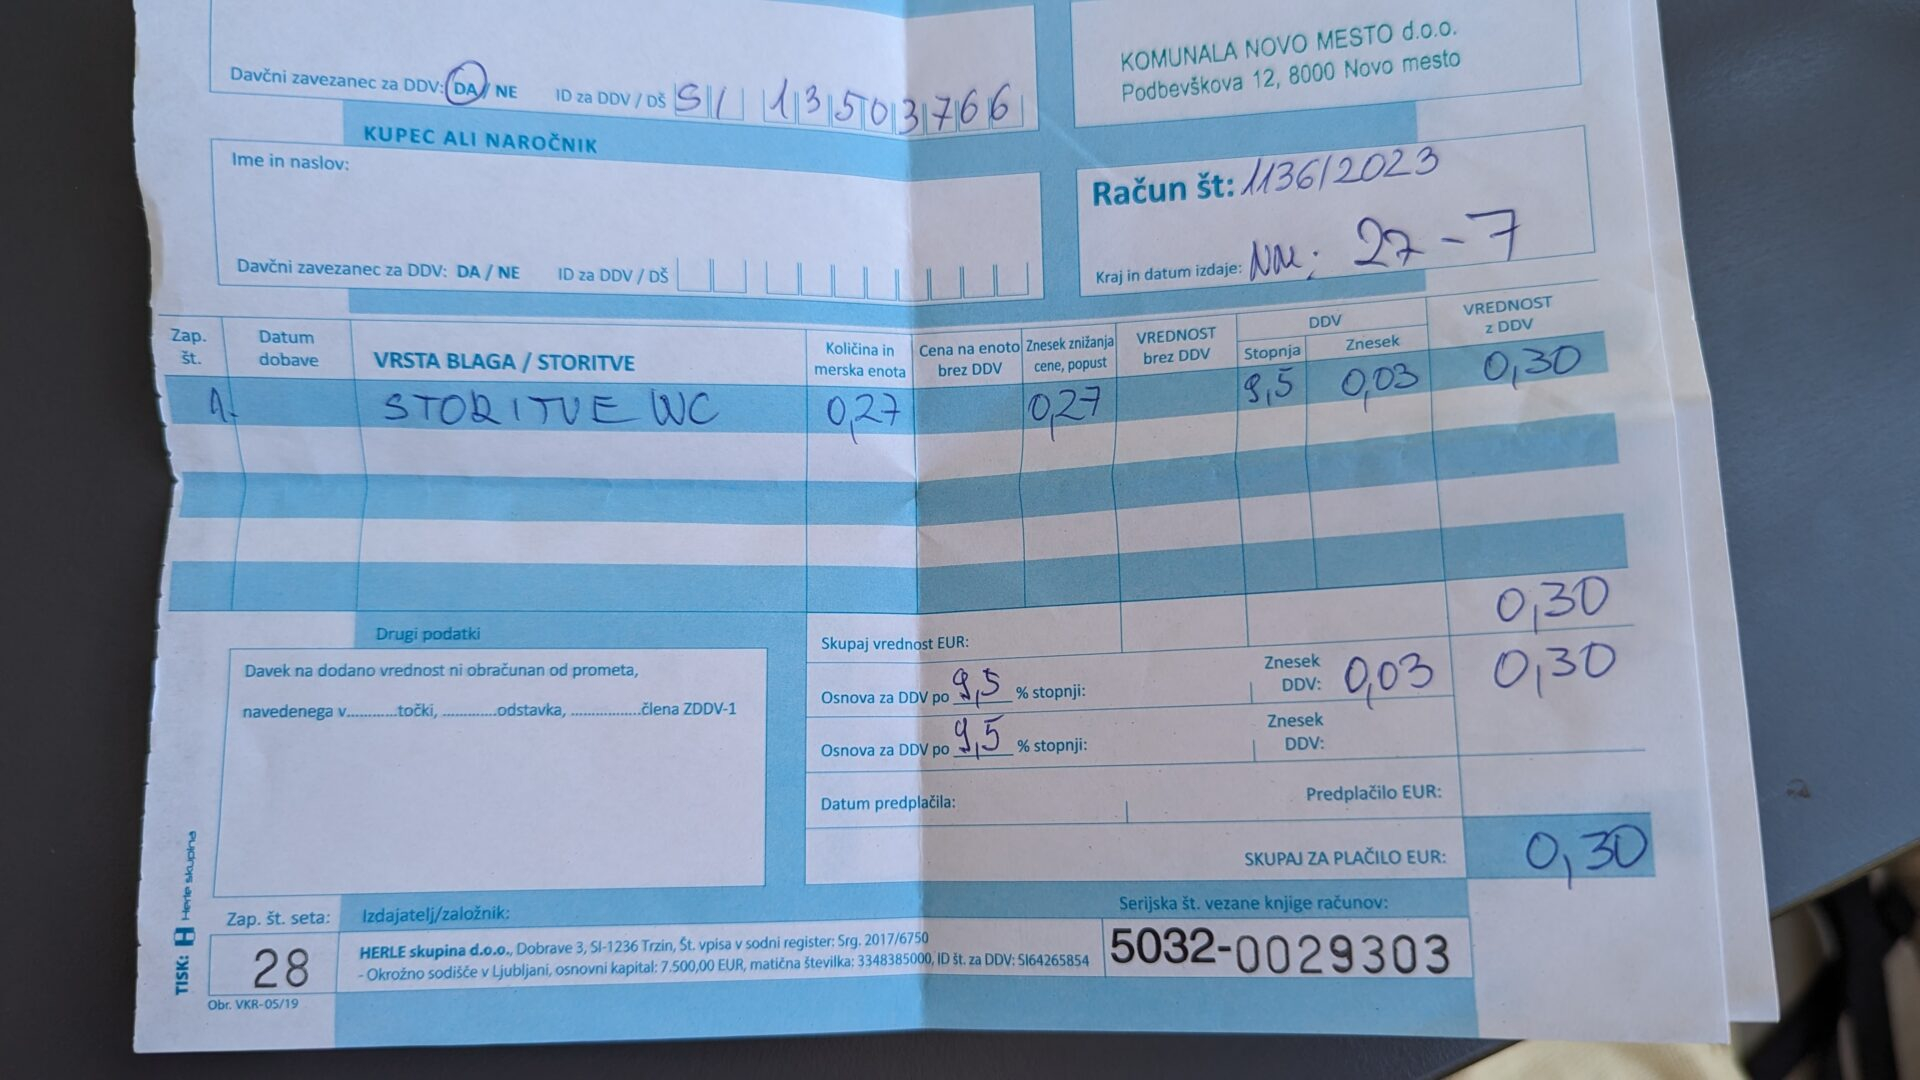 KOMUNALA NOVO MESTO d.o.o.
Podbevškova 12, 8000 Novo mesto
Davčni zavezanec za DDV: DA / NE ID za DDV / DŠ SI 13503766
KUPEC ALI NAROČNIK
Ime in naslov:
Račun št: 1136/2023
Davčni zavezanec za DDV: DA / NE ID za DDV / DŠ
Kraj in datum izdaje: NM; 27-7
Zap. št.
Datum dobave
VRSTA BLAGA / STORITVE
Količina in merska enota
Cena na enoto brez DDV
Znesek znižanja cene, popust
VREDNOST brez DDV
DDV
Stopnja
Znesek
VREDNOST z DDV
1. STORITVE WC 0,27 0,27 9,5 0,03 0,30
Drugi podatki
Davek na dodano vrednost ni obračunan od prometa,
navedenega v............točki, .............odstavka, .................člena ZDDV-1
Skupaj vrednost EUR: 0,30
Osnova za DDV po 9,5 % stopnji: Znesek DDV: 0,03 0,30
Osnova za DDV po 9,5 % stopnji: Znesek DDV:
Datum predplačila: Predplačilo EUR:
SKUPAJ ZA PLAČILO EUR: 0,30
TISK: Herle skupina
Zap. št. seta:
28
Obr. VKR-05/19
Izdajatelj/založnik:
HERLE skupina d.o.o., Dobrave 3, SI-1236 Trzin, Št. vpisa v sodni register: Srg. 2017/6750
- Okrožno sodišče v Ljubljani, osnovni kapital: 7.500,00 EUR, matična številka: 3348385000, ID št. za DDV: SI64265854
Serijska št. vezane knjige računov:
5032-0029303